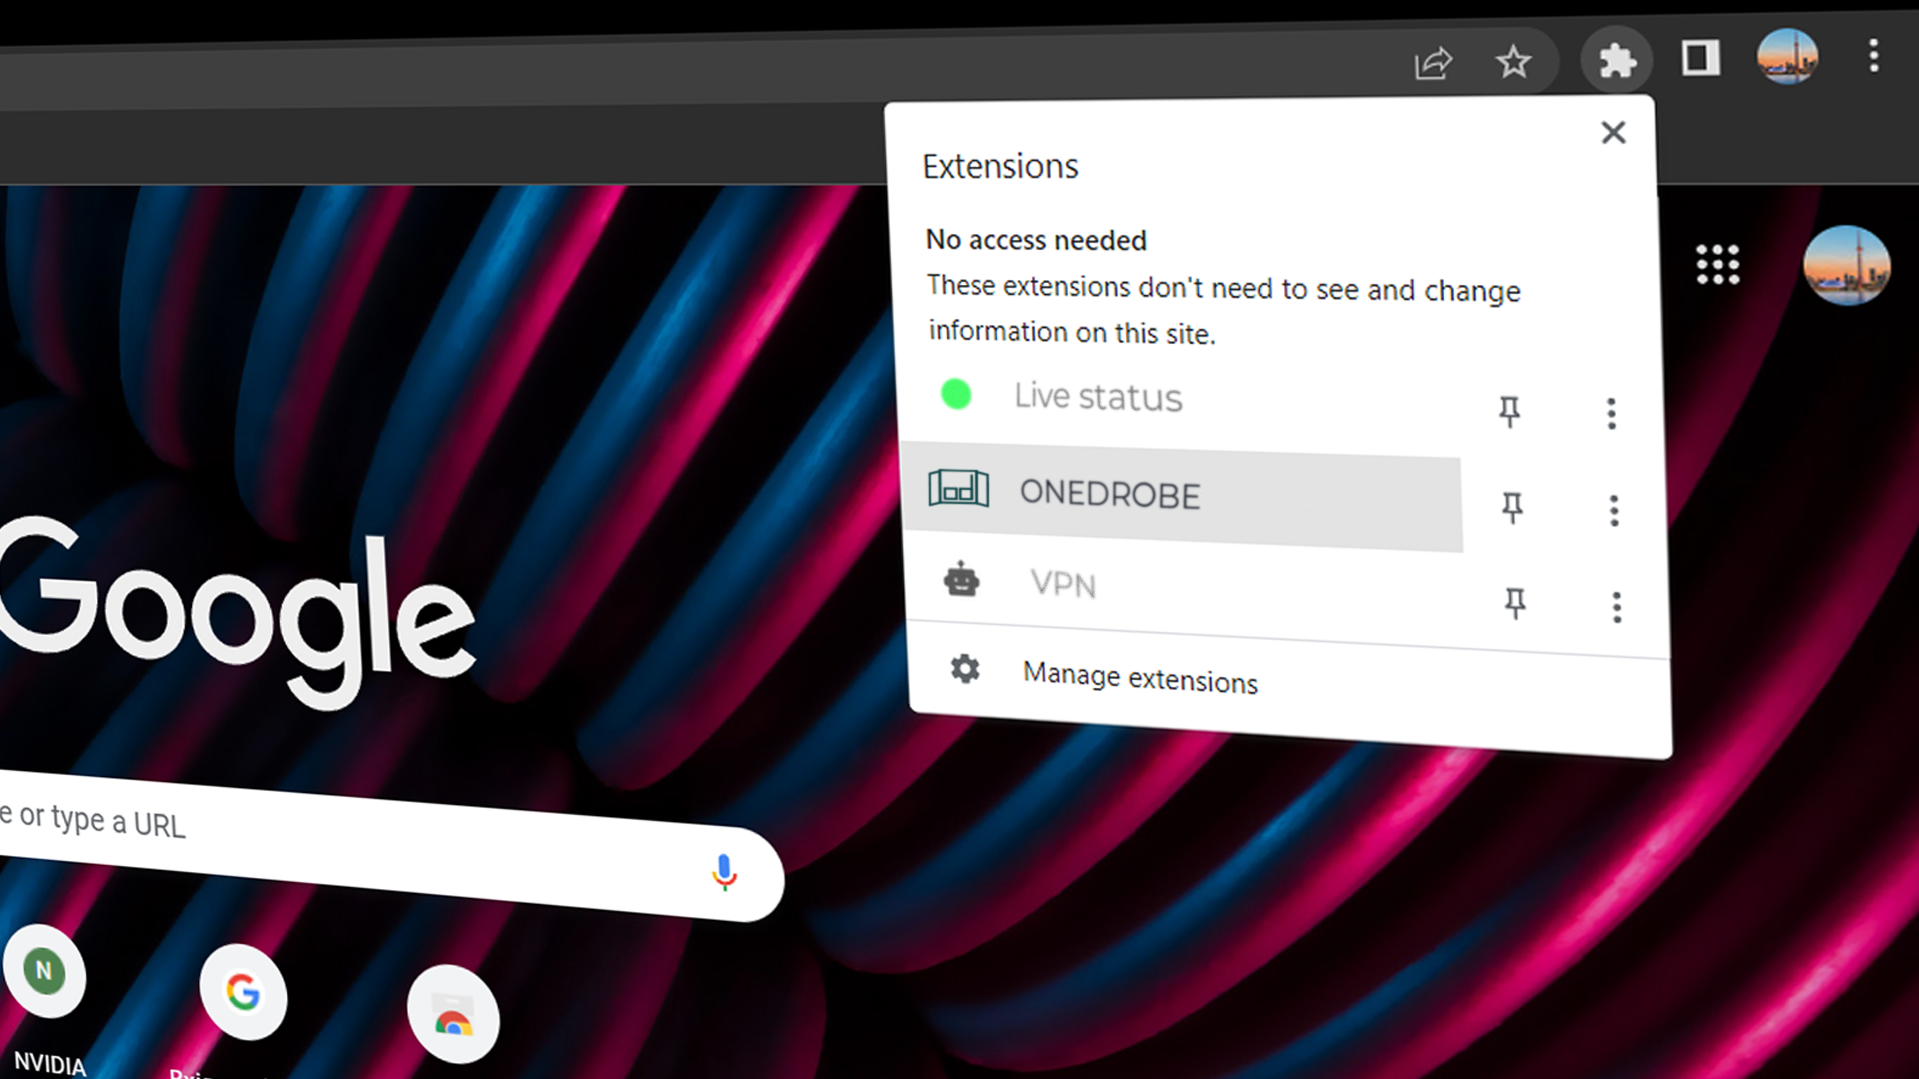 Extensions
No access needed
These extensions don't need to see and change
information on this site.
Live status
ONEDROBE
VPN
Manage extensions
Google
or type a URL
N
NVIDIA